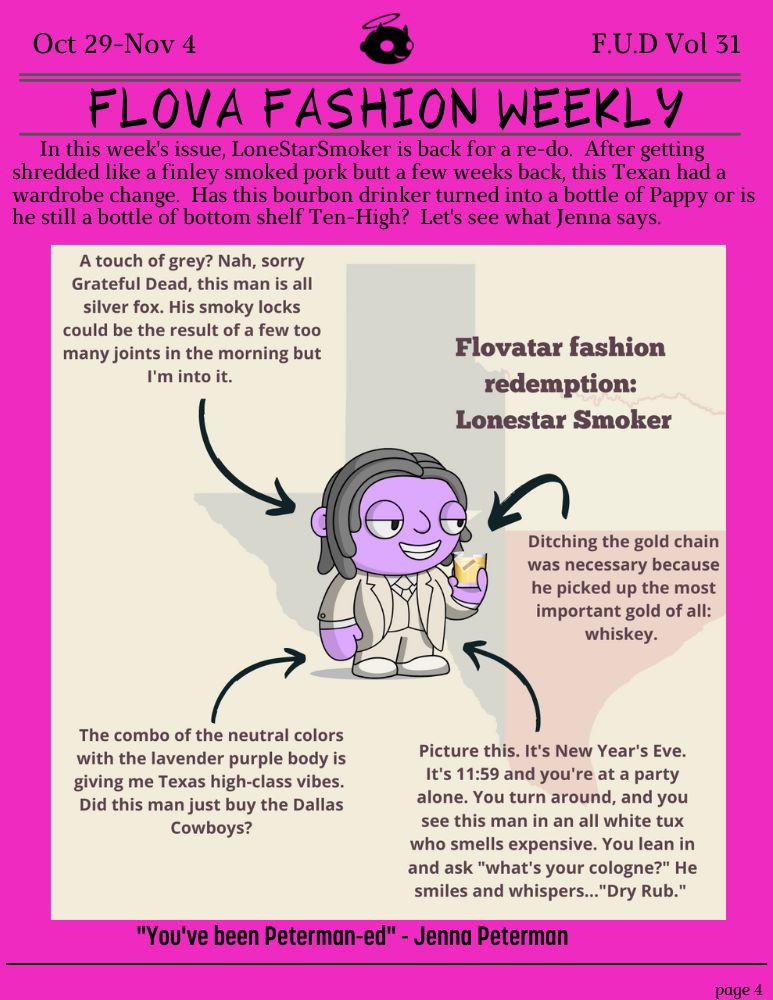 Oct 29-Nov 4
F.U.D Vol 31
FLOVA FASHION WEEKLY
In this week's issue, LoneStarSmoker is back for a re-do. After getting
shredded like a finley smoked pork butt a few weeks back, this Texan had a
wardrobe change. Has this bourbon drinker turned into a bottle of Pappy or is
he still a bottle of bottom shelf Ten-High? Let's see what Jenna says.
A touch of grey? Nah, sorry
Grateful Dead, this man is all
silver fox. His smoky locks
could be the result of a few too
many joints in the morning but
I'm into it.
Flovatar fashion
redemption:
Lonestar Smoker
Ditching the gold chain
was necessary because
he picked up the most
important gold of all:
whiskey.
The combo of the neutral colors
with the lavender purple body is
giving me Texas high-class vibes.
Did this man just buy the Dallas
Cowboys?
Picture this. It's New Year's Eve.
It's 11:59 and you're at a party
alone. You turn around, and you
see this man in an all white tux
who smells expensive. You lean in
and ask "what's your cologne?" He
smiles and whispers..."Dry Rub."
"You've been Peterman-ed" - Jenna Peterman
page 4